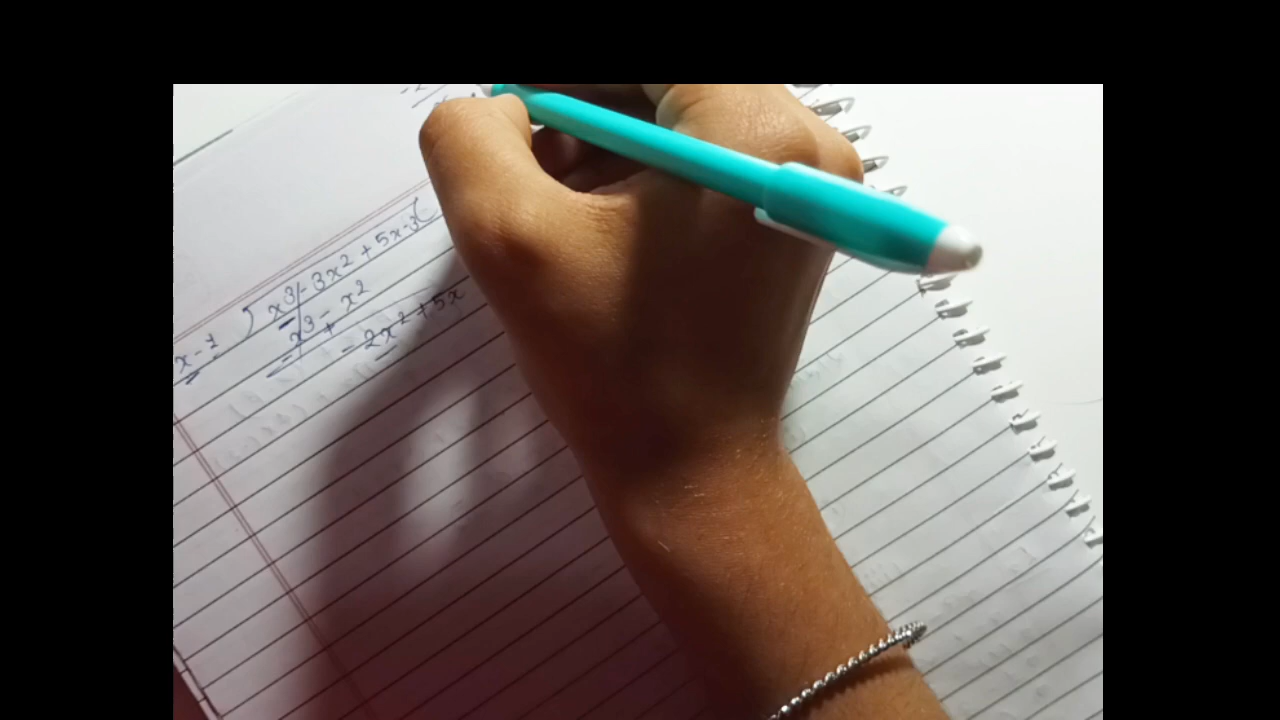 x-1 ) x3 - 3x2 + 5x-3 (
x3 - x2
- +
- 2x2 + 5x